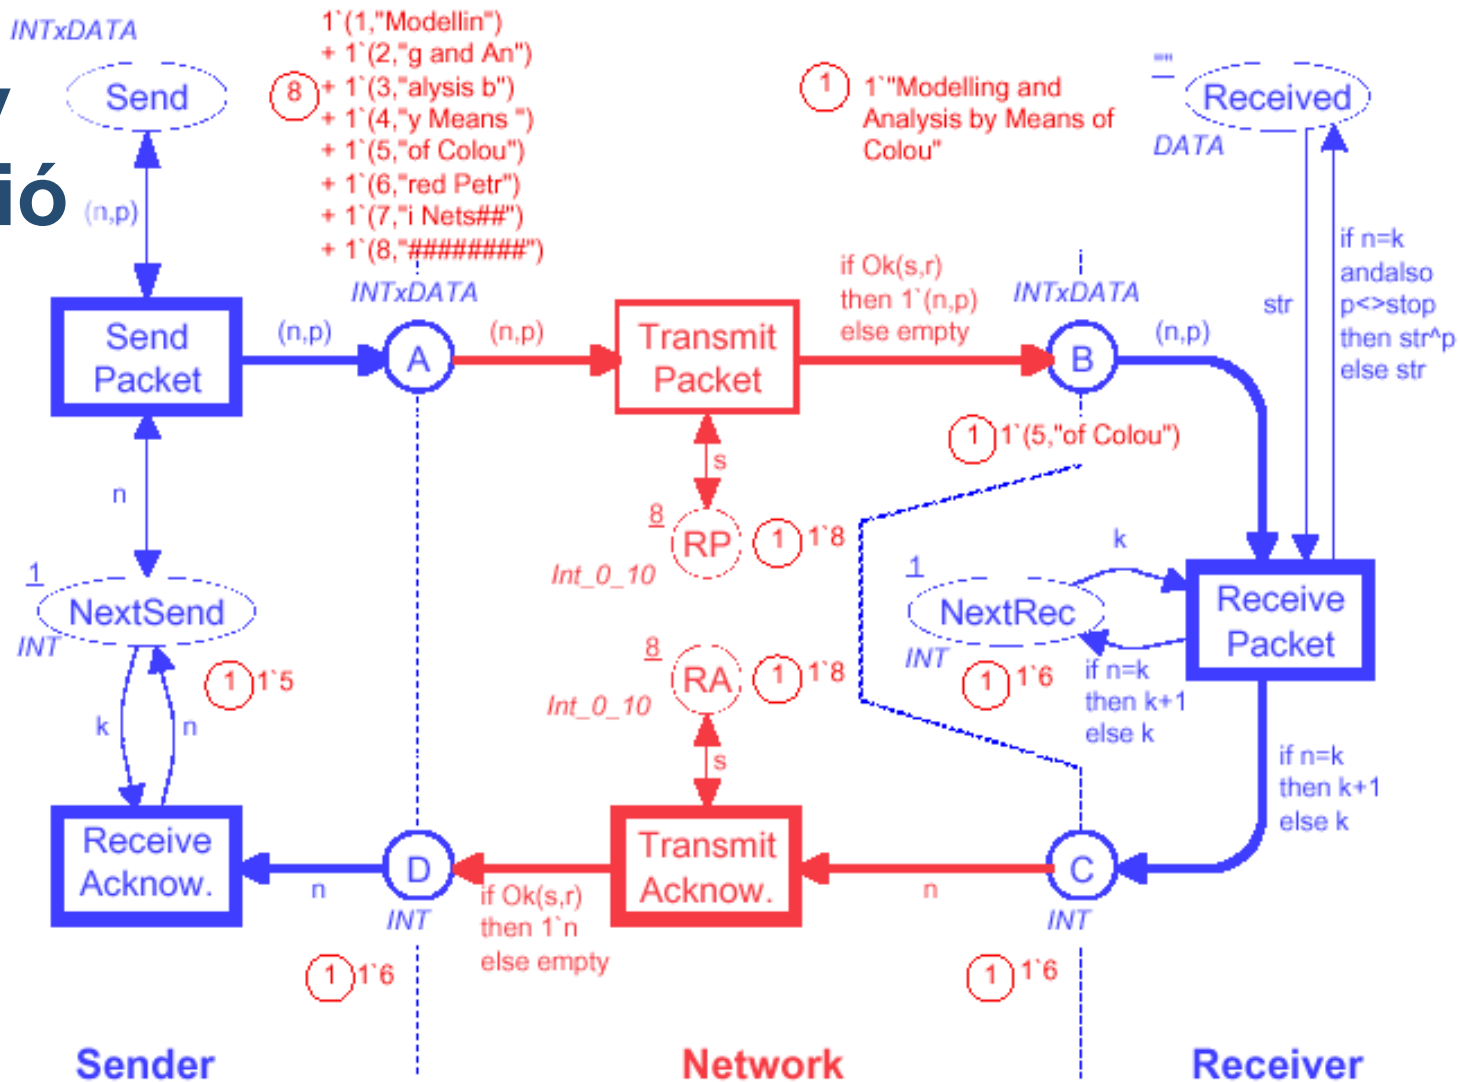 INTxDATA
Send
8
1`(1,"Modellin")
+ 1`(2,"g and An")
+ 1`(3,"alysis b")
+ 1`(4,"y Means ")
+ 1`(5,"of Colou")
+ 1`(6,"red Petr")
+ 1`(7,"i Nets##")
+ 1`(8,"########")
1
1`"Modelling and
Analysis by Means of
Colou"
""
Received
DATA
y
ió
(n,p)
INTxDATA
if Ok(s,r)
then 1`(n,p)
else empty
INTxDATA
str
if n=k
andalso
p<>stop
then str^p
else str
Send
Packet
(n,p)
A
(n,p)
Transmit
Packet
B
(n,p)
1
1`(5,"of Colou")
n
s
8
RP
1
1`8
Int_0_10
k
1
NextSend
INT
1
1`5
1
NextRec
INT
1
1`6
Receive
Packet
if n=k
then k+1
else k
8
RA
1
1`8
Int_0_10
k
n
s
if n=k
then k+1
else k
Receive
Acknow.
n
D
INT
if Ok(s,r)
then 1`n
else empty
Transmit
Acknow.
n
C
INT
1
1`6
1
1`6
Sender
Network
Receiver